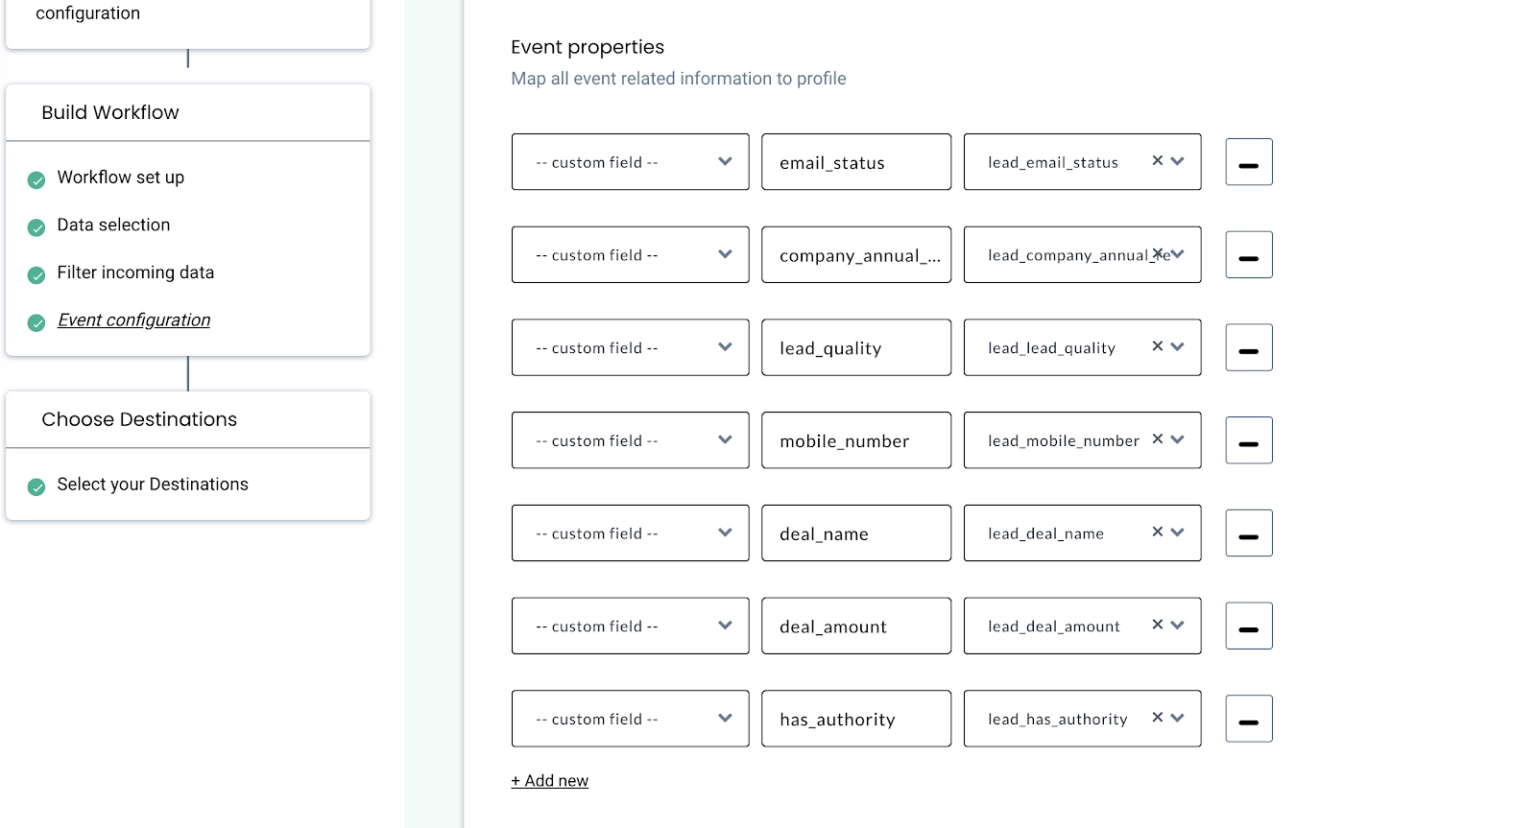 configuration
Build Workflow
Workflow set up
Data selection
Filter incoming data
Event configuration
Choose Destinations
Select your Destinations
Event properties
Map all event related information to profile
-- custom field -- email_status lead_email_status
-- custom field -- company_annual_... lead_company_annual_re
-- custom field -- lead_quality lead_lead_quality
-- custom field -- mobile_number lead_mobile_number
-- custom field -- deal_name lead_deal_name
-- custom field -- deal_amount lead_deal_amount
-- custom field -- has_authority lead_has_authority
+ Add new